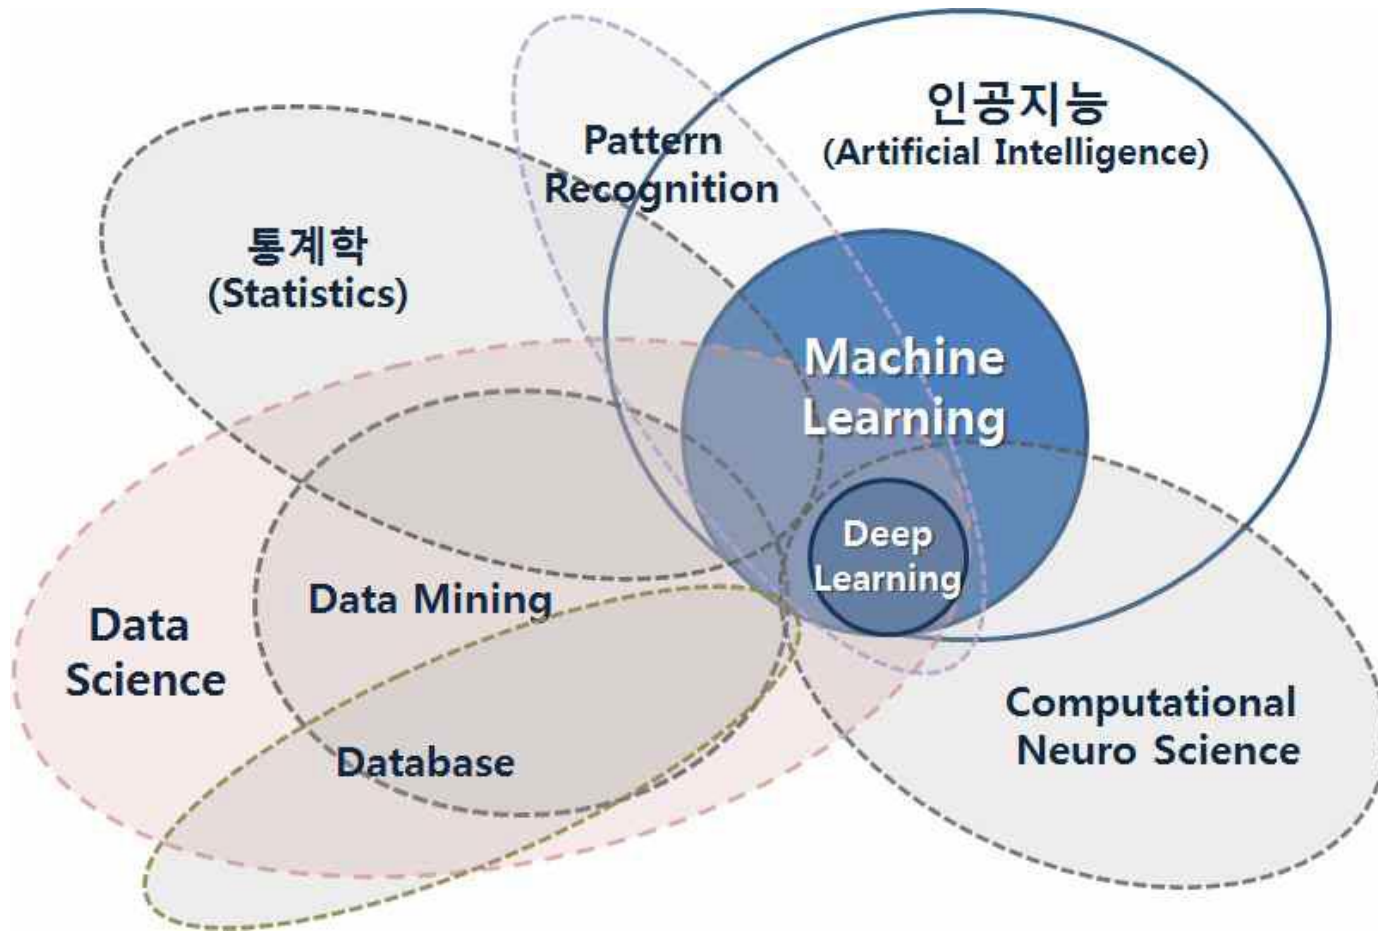 인공지능
(Artificial Intelligence)
Pattern
Recognition
통계학
(Statistics)
Machine
Learning
Deep
Learning
Data Mining
Data
Science
Database
Computational
Neuro Science